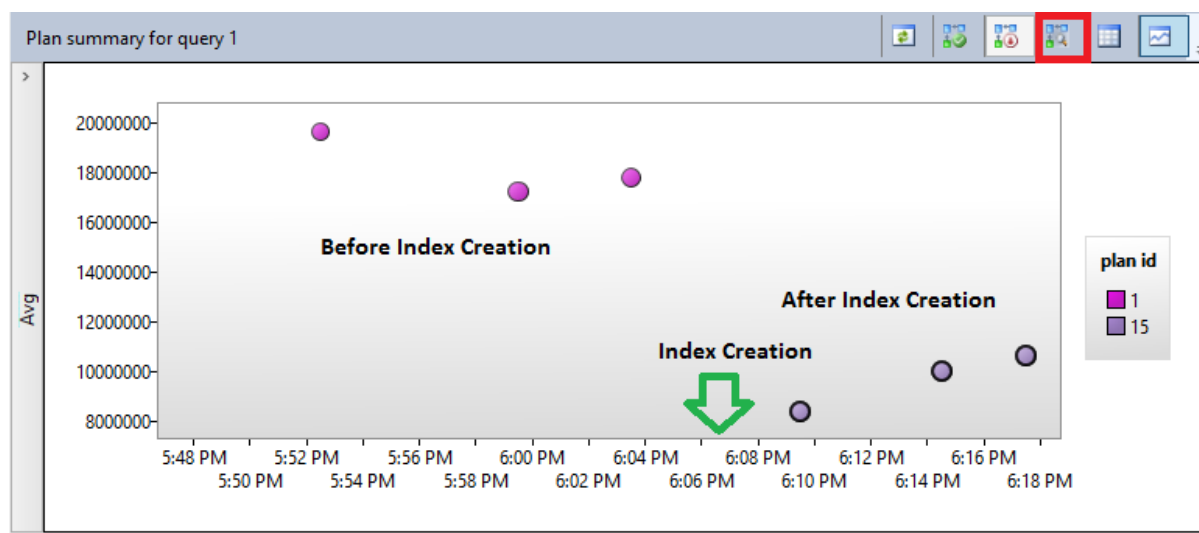 Plan summary for query 1
Avg
20000000
18000000
16000000
14000000
12000000
10000000
8000000
Before Index Creation
After Index Creation
Index Creation
plan id
1
15
5:48 PM 5:52 PM 5:56 PM 6:00 PM 6:04 PM 6:08 PM 6:12 PM 6:16 PM
5:50 PM 5:54 PM 5:58 PM 6:02 PM 6:06 PM 6:10 PM 6:14 PM 6:18 PM